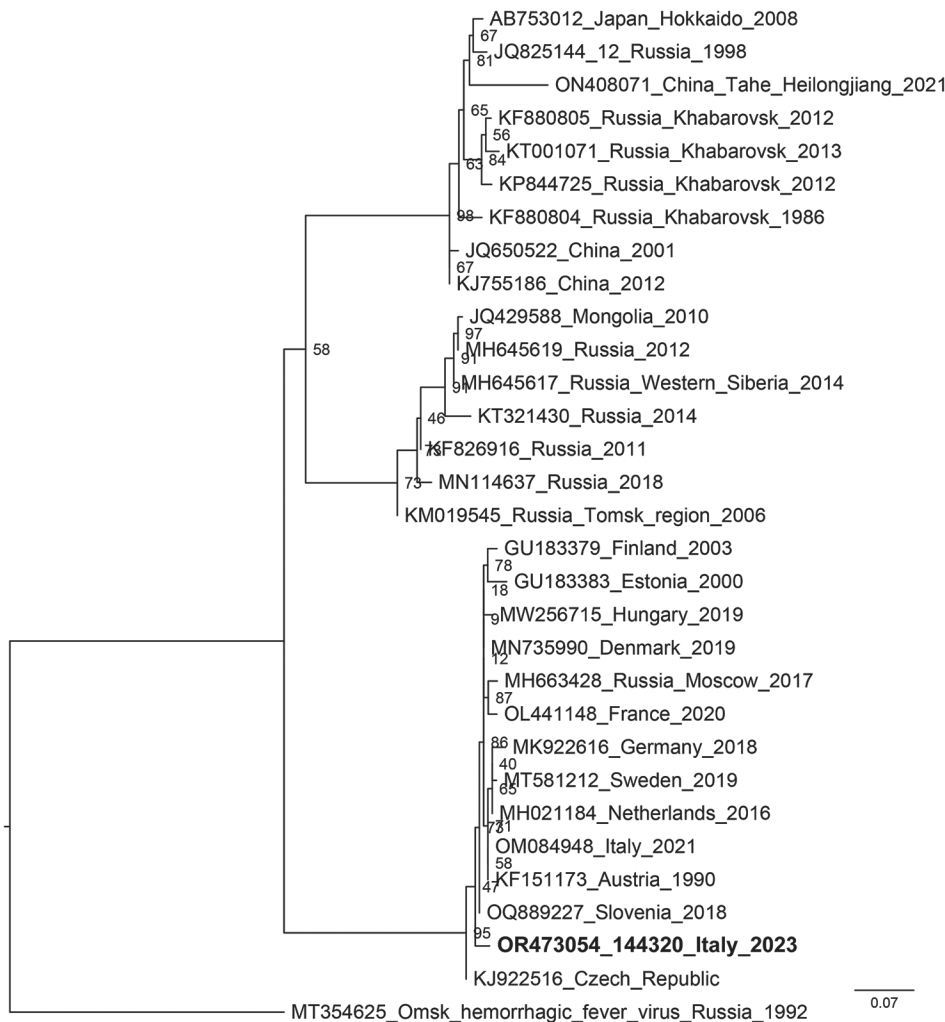 AB753012_Japan_Hokkaido_2008
67
JQ825144_12_Russia_1998
81
ON408071_China_Tahe_Heilongjiang_2021
65
KF880805_Russia_Khabarovsk_2012
56
KT001071_Russia_Khabarovsk_2013
63
84
KP844725_Russia_Khabarovsk_2012
98
KF880804_Russia_Khabarovsk_1986
JQ650522_China_2001
67
KJ755186_China_2012
JQ429588_Mongolia_2010
97
58
MH645619_Russia_2012
91
MH645617_Russia_Western_Siberia_2014
91
KT321430_Russia_2014
46
KF826916_Russia_2011
MN114637_Russia_2018
73
KM019545_Russia_Tomsk_region_2006
GU183379_Finland_2003
78
GU183383_Estonia_2000
18
MW256715_Hungary_2019
9
MN735990_Denmark_2019
12
MH663428_Russia_Moscow_2017
87
OL441148_France_2020
86
MK922616_Germany_2018
40
MT581212_Sweden_2019
65
MH021184_Netherlands_2016
OM084948_Italy_2021
58
KF151173_Austria_1990
47
OQ889227_Slovenia_2018
95
OR473054_144320_Italy_2023
KJ922516_Czech_Republic
0.07
MT354625_Omsk_hemorrhagic_fever_virus_Russia_1992